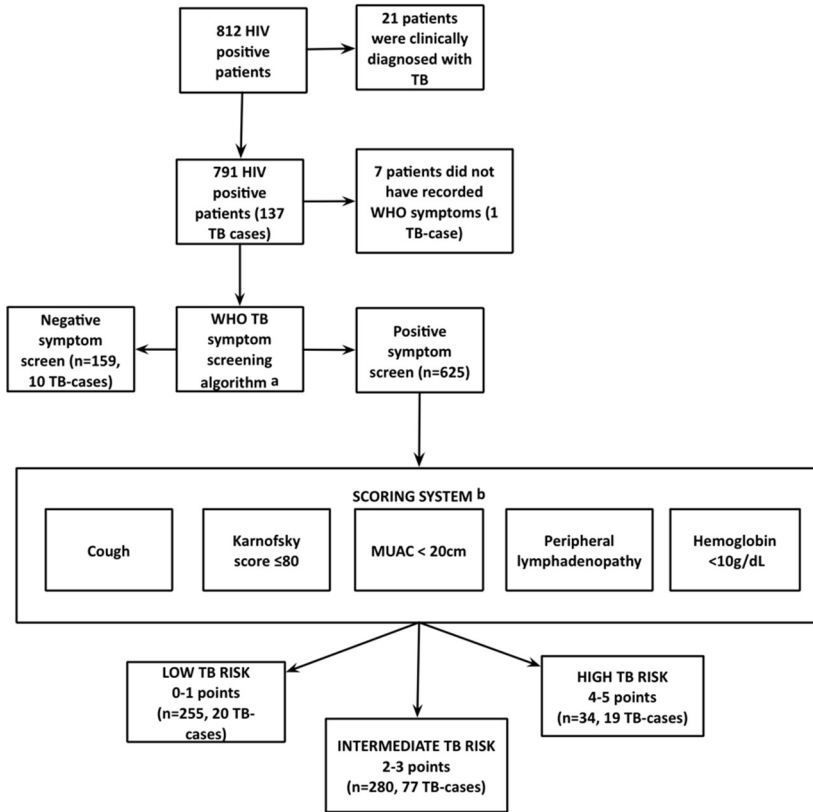 812 HIV
positive
patients
21 patients
were clinically
diagnosed with
TB
791 HIV
positive
patients (137
TB cases)
7 patients did not
have recorded
WHO symptoms (1
TB-case)
Negative
symptom
screen (n=159,
10 TB-cases)
WHO TB
symptom
screening
algorithm a
Positive
symptom
screen (n=625)
SCORING SYSTEM b
Cough
Karnofsky
score ≤80
MUAC < 20cm
Peripheral
lymphadenopathy
Hemoglobin
<10g/dL
LOW TB RISK
0-1 points
(n=255, 20 TB-
cases)
INTERMEDIATE TB RISK
2-3 points
(n=280, 77 TB-cases)
HIGH TB RISK
4-5 points
(n=34, 19 TB-cases)